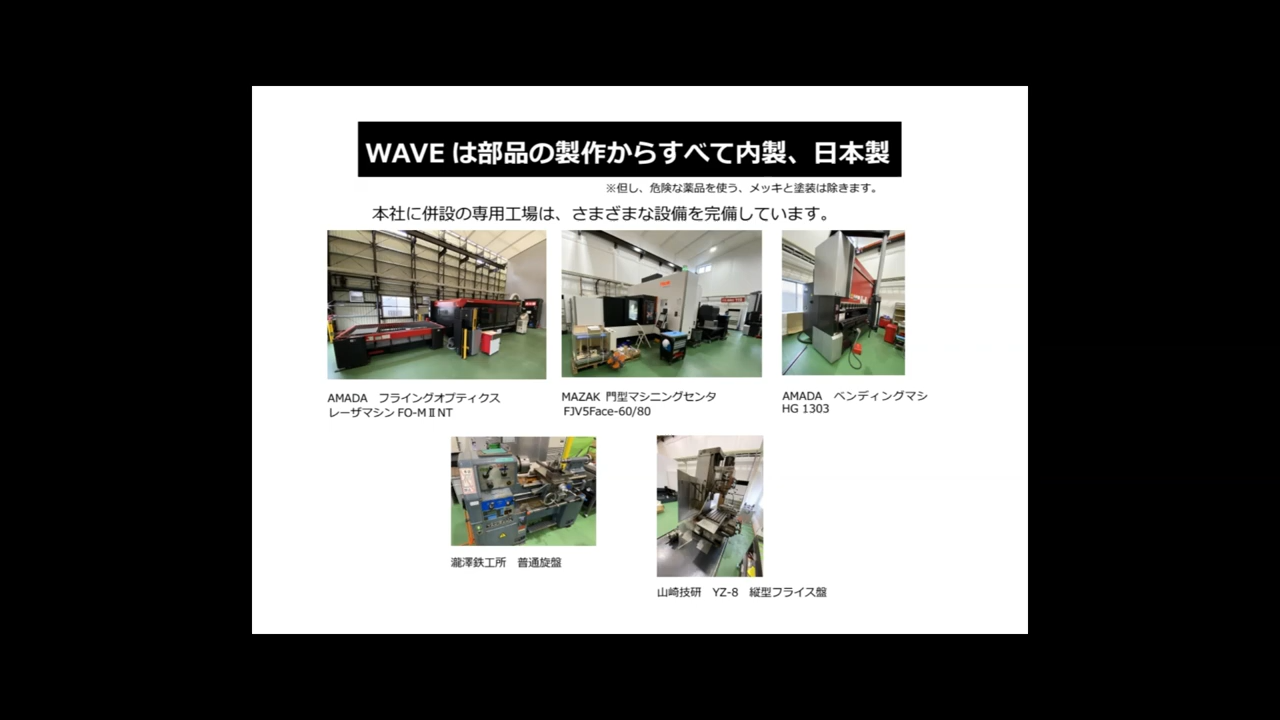 WAVE は部品の製作からすべて内製、日本製
※但し、危険な薬品を使う、メッキと塗装は除きます。
本社に併設の専用工場は、さまざまな設備を完備しています。
AMADA　フライングオプティクス
レーザマシン FO-MⅡNT
MAZAK 門型マシニングセンタ
FJV5Face-60/80
AMADA　ベンディングマシ
HG 1303
瀧澤鉄工所　普通旋盤
山崎技研　YZ-8　縦型フライス盤